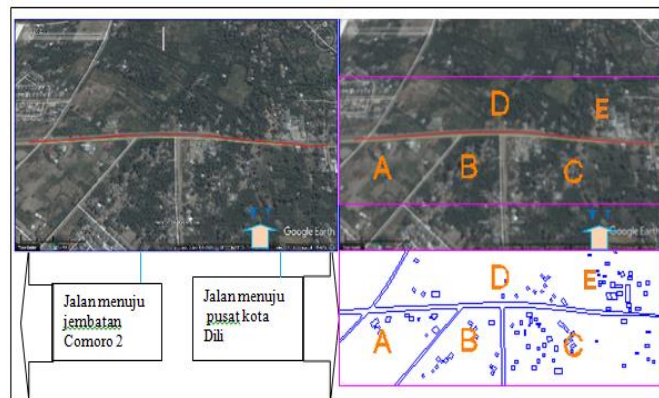 D
E
A
B
C
Google Earth
Google Earth
Jalan menuju
jembatan
Comoro 2
Jalan menuju
pusat kota
Dili
D
E
A
B
C